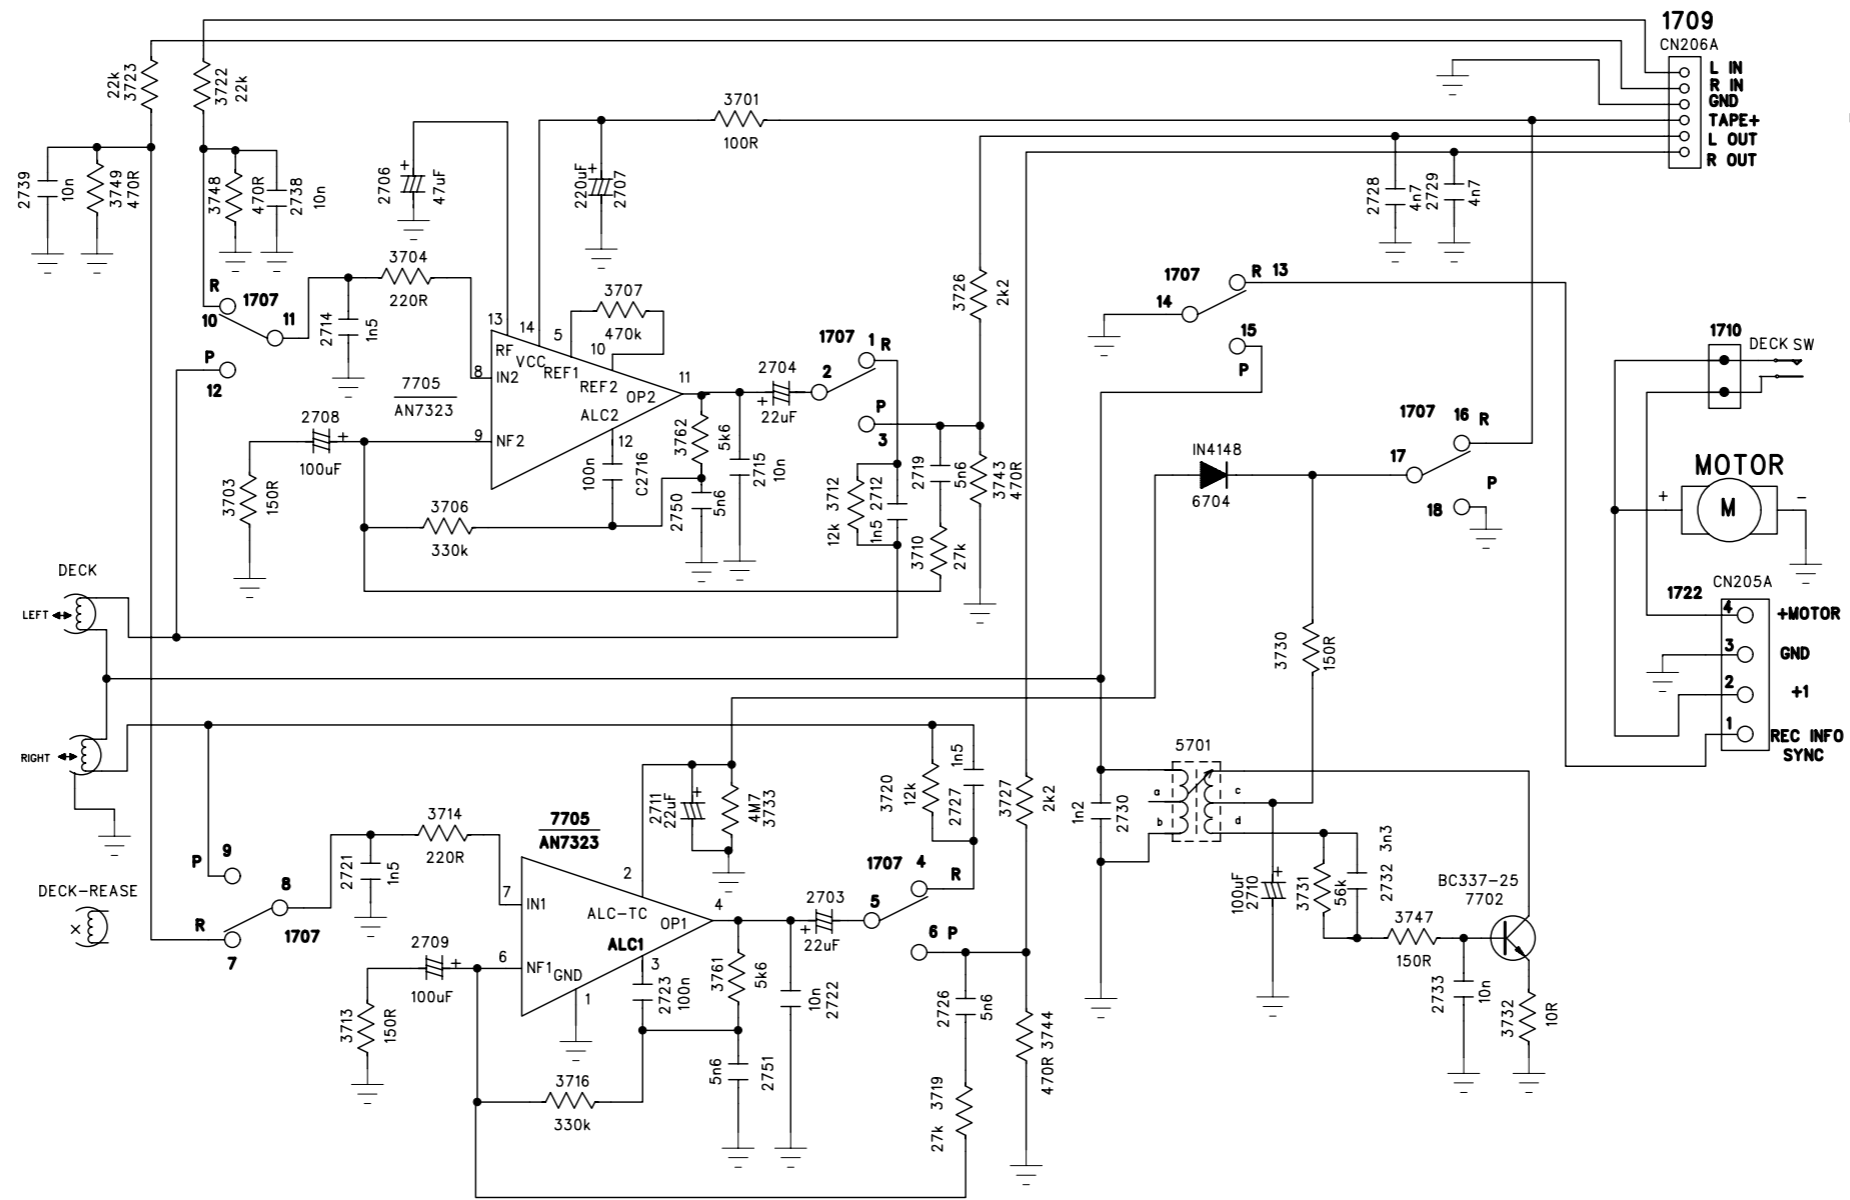 1709
CN206A
L IN
R IN
GND
TAPE+
L OUT
R OUT
22k
3723
3722
22k
3701
100R
2739
10n
3749
470R
3748
470R
2738
10n
2706
47uF
220uF
2707
2728
4n7
2729
4n7
3704
220R
R
1707
10
11
P
12
2714
1n5
3707
470k
13
14
5
10
RF
VCC
REF1
REF2
8
IN2
7705
AN7323
11
OP2
ALC2
12
9
NF2
2708
100uF
3703
150R
100n
C2716
3706
330k
3762
5k6
2750
5n6
2715
10n
2704
22uF
1707
1
R
2
P
3
3726
2k2
12k
3712
1n5
2712
2719
5n6
3743
470R
3710
27k
1707
R
13
14
15
P
1707
16
R
17
P
18
IN4148
6704
1710
DECK SW
MOTOR
+
M
-
CN205A
1722
4
+MOTOR
3
GND
2
+1
1
REC INFO
SYNC
DECK
LEFT
RIGHT
DECK-REASE
x
P
9
R
8
7
1707
2721
1n5
3714
220R
7705
AN7323
2711
22uF
4M7
3733
2
7
IN1
ALC-TC
OP1
4
ALC1
3
6
NF1
GND
1
2709
100uF
3713
150R
2723
100n
3761
5k6
5n6
2751
10n
2722
3716
330k
2703
22uF
1707
4
R
5
6
P
3720
12k
1n5
2727
3727
2k2
2726
5n6
27k
3719
470R
3744
3730
150R
5701
a
b
c
d
1n2
2730
100uF
2710
3731
56k
2732
3n3
3747
150R
BC337-25
7702
2733
10n
3732
10R